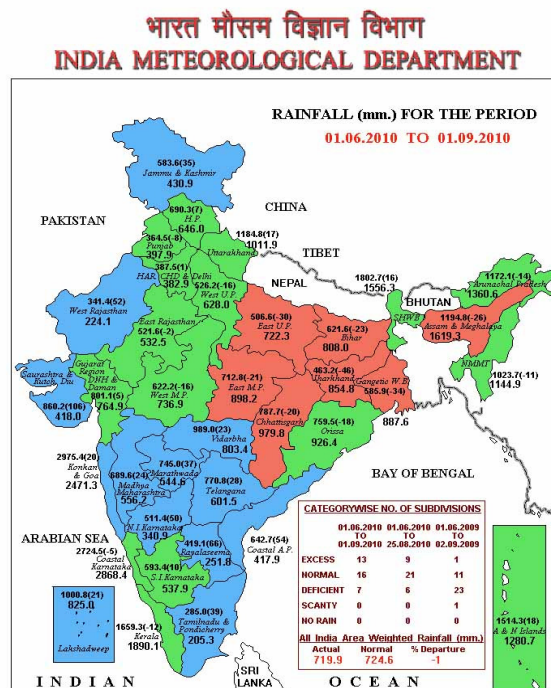 भारत मौसम विज्ञान विभाग
INDIA METEOROLOGICAL DEPARTMENT
RAINFALL (mm.) FOR THE PERIOD
01.06.2010 TO 01.09.2010
583.6(35)
Jammu & Kashmir
430.9
CHINA
PAKISTAN
690.3(7)
H.P.
646.0
1184.8(17)
1011.9
Uttarakhand
TIBET
364.5(-8)
Punjab
397.9
387.5(1)
HAR. CHD & Delhi
382.9
526.2(-16)
West U.P.
628.0
NEPAL
1802.7(16)
1556.3
BHUTAN
1172.1(-14)
Arunachal Pradesh
1360.6
341.4(52)
West Rajasthan
224.1
East Rajasthan
521.6(-2)
532.5
506.6(-30)
East U.P.
722.3
621.6(-23)
Bihar
808.0
SHWB
1194.8(-26)
Assam & Meghalaya
1619.3
NMMT
1023.7(-11)
1144.9
Saurashtra &
Kutch, Diu
860.2(106)
418.0
Gujarat
Region
DNH &
Daman
801.1(5)
764.9
622.2(-16)
West M.P.
736.9
712.8(-21)
East M.P.
898.2
463.2(-46)
Jharkhand
854.8
Gangetic W.B.
585.9(-34)
887.6
787.7(-20)
Chhattisgarh
979.8
759.5(-18)
Orissa
926.4
2975.4(20)
Konkan
& Goa
2471.3
989.0(23)
Vidarbha
803.4
745.0(37)
Marathwada
544.6
689.6(24)
Madhya
Maharashtra
556.2
770.8(28)
Telangana
601.5
BAY OF BENGAL
511.4(50)
N.I.Karnataka
340.9
ARABIAN SEA
2724.5(-5)
Coastal
Karnataka
2868.4
419.1(66)
Rayalaseema
251.8
642.7(54)
Coastal A.P.
417.9
593.4(10)
S.I.Karnataka
537.9
1000.8(21)
825.0
Lakshadweep
1659.3(-12)
Kerala
1890.1
285.0(39)
Tamilnadu &
Pondicherry
205.3
SRI
LANKA
CATEGORYWISE NO. OF SUBDIVISIONS
01.06.2010 01.06.2010 01.06.2009
TO TO TO
01.09.2010 25.08.2010 02.09.2009
EXCESS 13 9 1
NORMAL 16 21 11
DEFICIENT 7 6 23
SCANTY 0 0 1
NO RAIN 0 0 0
All India Area Weighted Rainfall (mm.)
Actual Normal % Departure
719.9 724.6 -1
1514.3(18)
A & N Islands
1280.7
INDIAN OCEAN